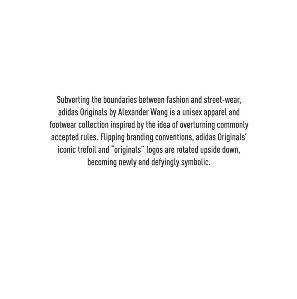 Subverting the boundaries between fashion and street-wear,
adidas Originals by Alexander Wang is a unisex apparel and
footwear collection inspired by the idea of overturning commonly
accepted rules. Flipping branding conventions, adidas Originals'
iconic trefoil and "originals" logos are rotated upside down,
becoming newly and defyingly symbolic.